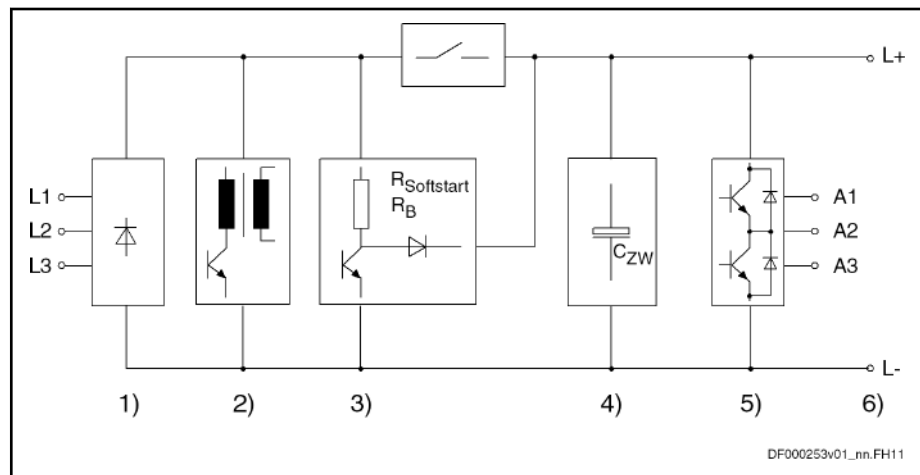 L+
R_Softstart
R_B
L1
L2
L3
C_ZW
A1
A2
A3
L-
1) 2) 3) 4) 5) 6)
DF000253v01_nn.FH11